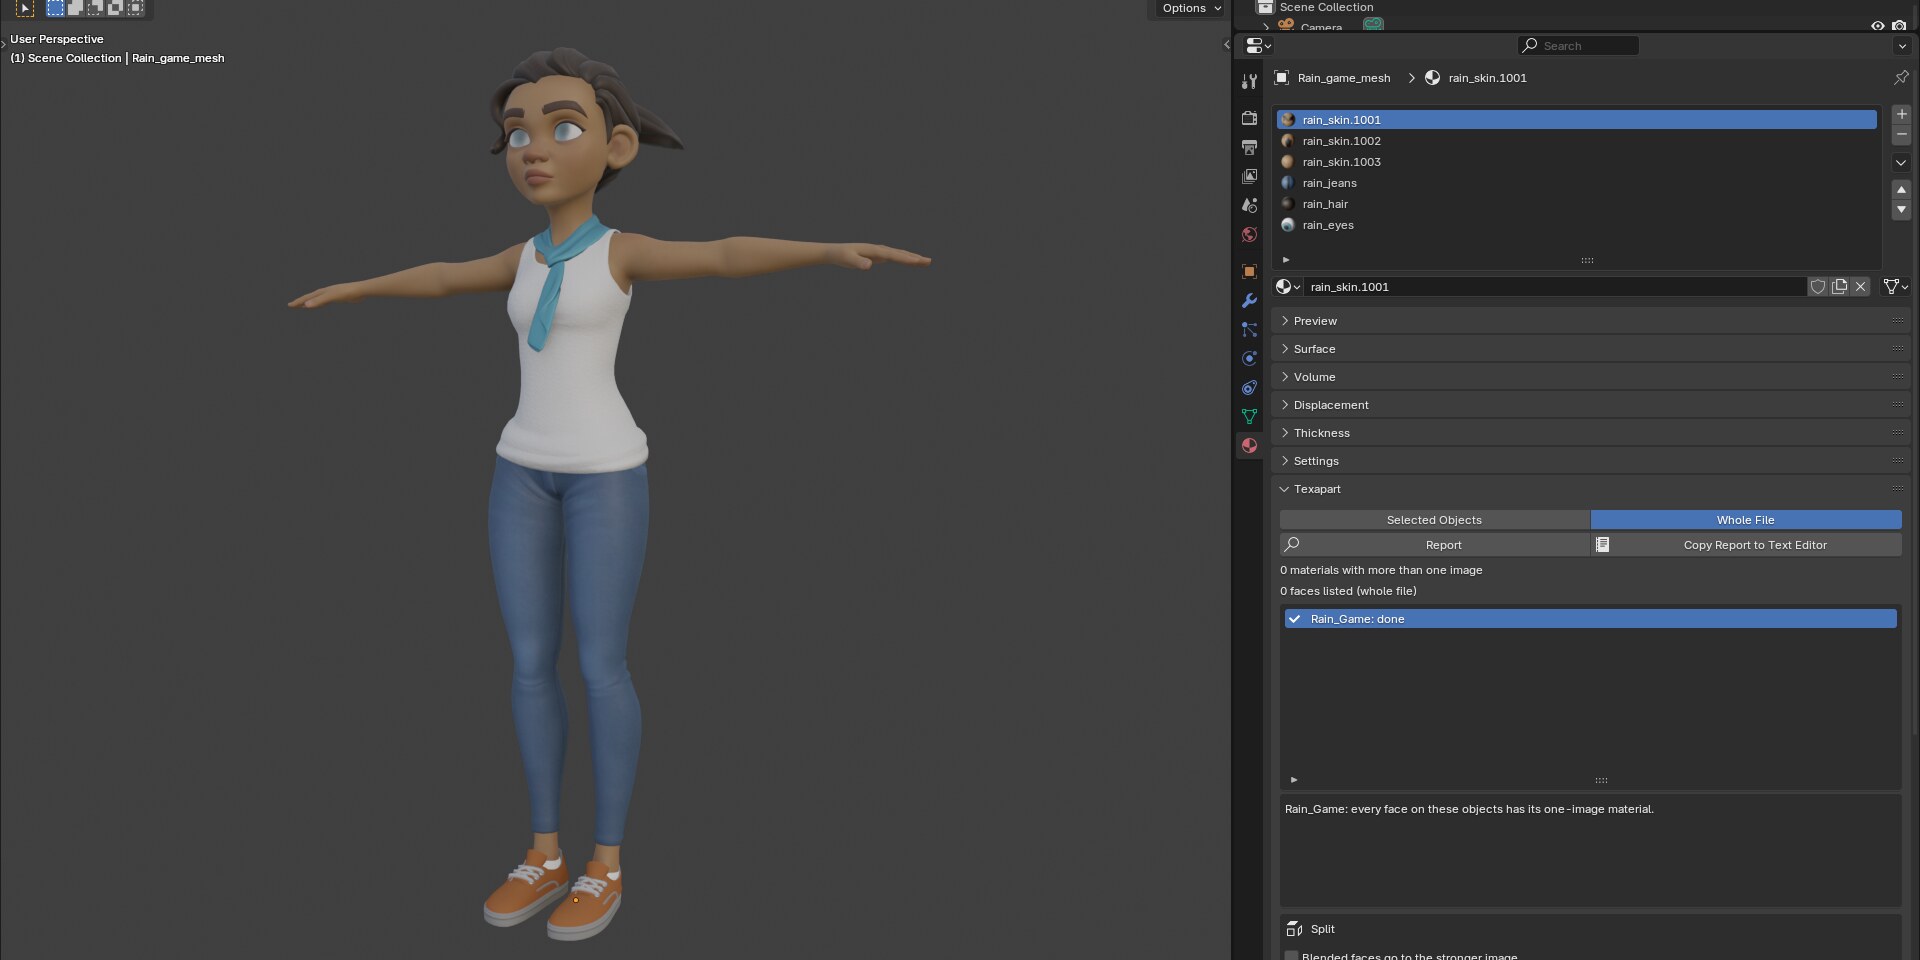 Options
User Perspective
(1) Scene Collection | Rain_game_mesh
Scene Collection
Camera
Search
Rain_game_mesh
rain_skin.1001
rain_skin.1001
rain_skin.1002
rain_skin.1003
rain_jeans
rain_hair
rain_eyes
rain_skin.1001
Preview
Surface
Volume
Displacement
Thickness
Settings
Texapart
Selected Objects
Whole File
Report
Copy Report to Text Editor
0 materials with more than one image
0 faces listed (whole file)
Rain_Game: done
Rain_Game: every face on these objects has its one-image material.
Split
Blended faces go to the stronger image